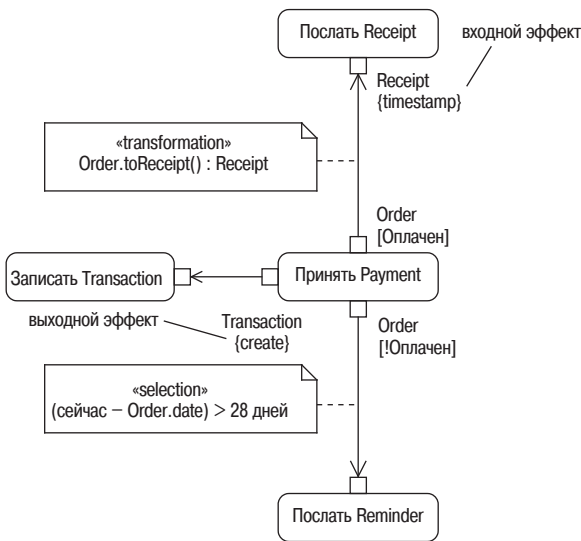 Послать Receipt
входной эффект
Receipt
{timestamp}
«transformation»
Order.toReceipt() : Receipt
Order
[Оплачен]
Записать Transaction
Принять Payment
выходной эффект
Transaction
{create}
Order
[!Оплачен]
«selection»
(сейчас – Order.date) > 28 дней
Послать Reminder